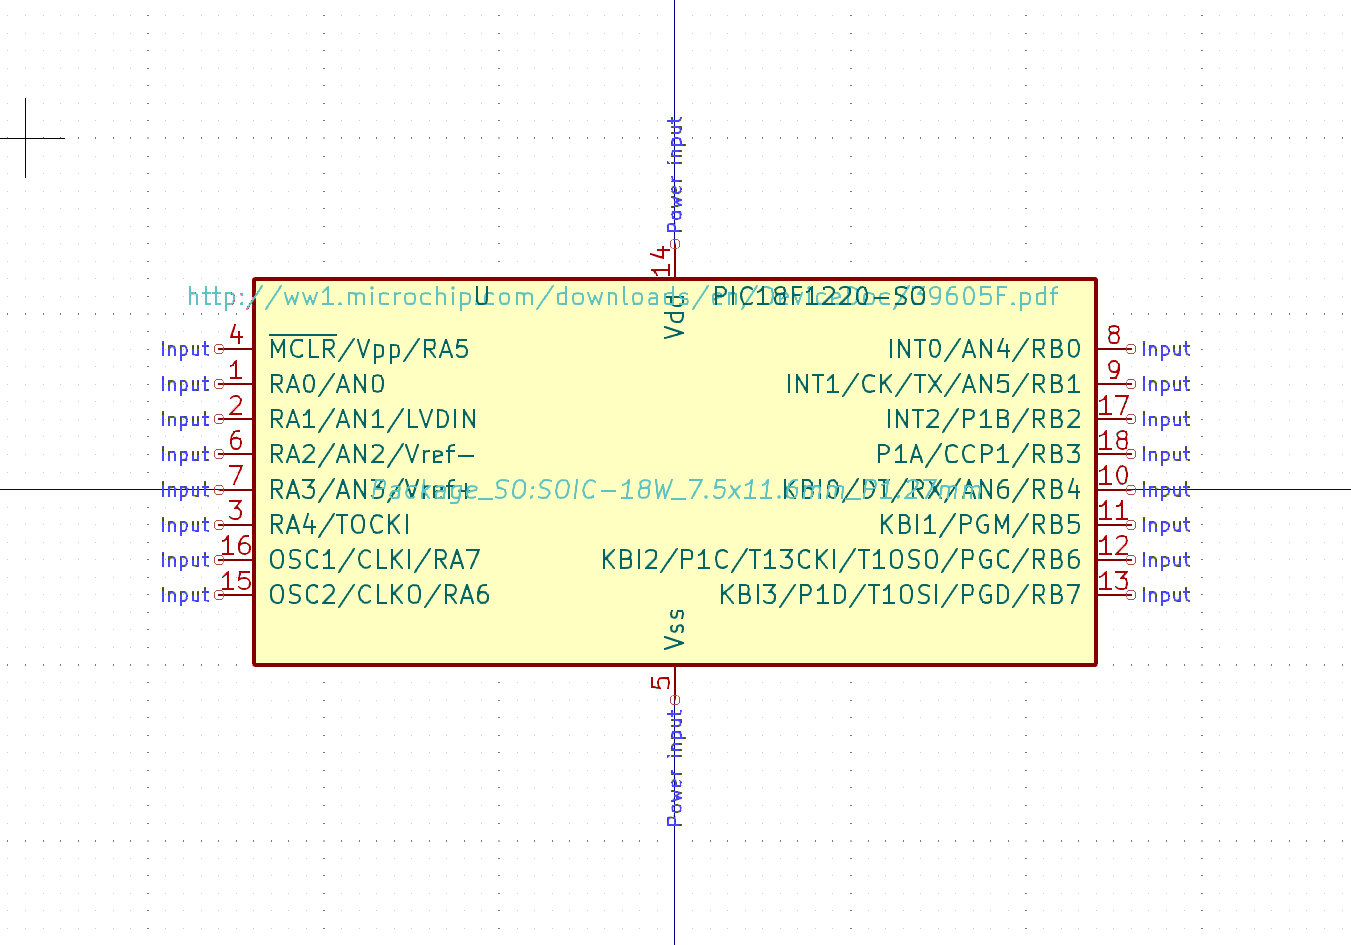 Power input
14
http://ww1.microchip.com/downloads/en/DeviceDoc/39605F.pdf
U
PIC18F1220-SO
Vdd
Input 4 MCLR/Vpp/RA5
INT0/AN4/RB0 8 Input
Input 1 RA0/AN0
INT1/CK/TX/AN5/RB1 9 Input
Input 2 RA1/AN1/LVDIN
INT2/P1B/RB2 17 Input
Input 6 RA2/AN2/Vref-
P1A/CCP1/RB3 18 Input
Input 7 RA3/AN3/Vref+
Package_SO:SOIC-18W_7.5x11.6mm_P1.27mm
KBI0/DT/RX/AN6/RB4 10 Input
Input 3 RA4/TOCKI
KBI1/PGM/RB5 11 Input
Input 16 OSC1/CLKI/RA7
KBI2/P1C/T13CKI/T1OSO/PGC/RB6 12 Input
Input 15 OSC2/CLKO/RA6
KBI3/P1D/T1OSI/PGD/RB7 13 Input
Vss
5
Power input